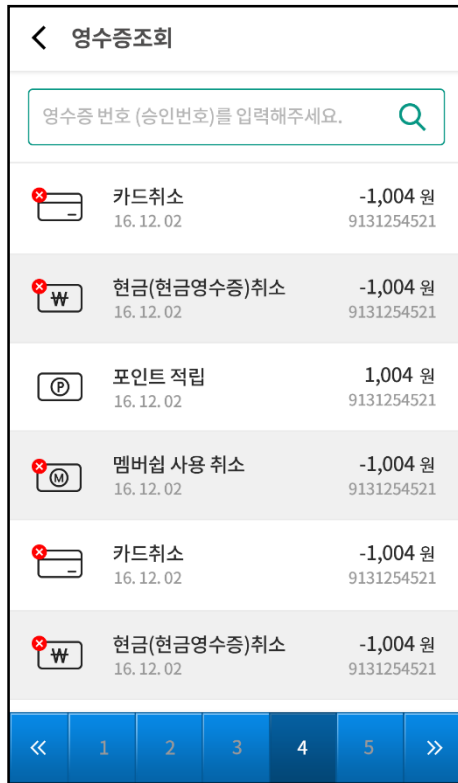 영수증조회
영수증 번호 (승인번호)를 입력해주세요.
카드취소 -1,004 원
16. 12. 02 9131254521
₩ 현금(현금영수증)취소 -1,004 원
16. 12. 02 9131254521
P 포인트 적립 1,004 원
16. 12. 02 9131254521
M 멤버쉽 사용 취소 -1,004 원
16. 12. 02 9131254521
카드취소 -1,004 원
16. 12. 02 9131254521
₩ 현금(현금영수증)취소 -1,004 원
16. 12. 02 9131254521
« 1 2 3 4 5 »